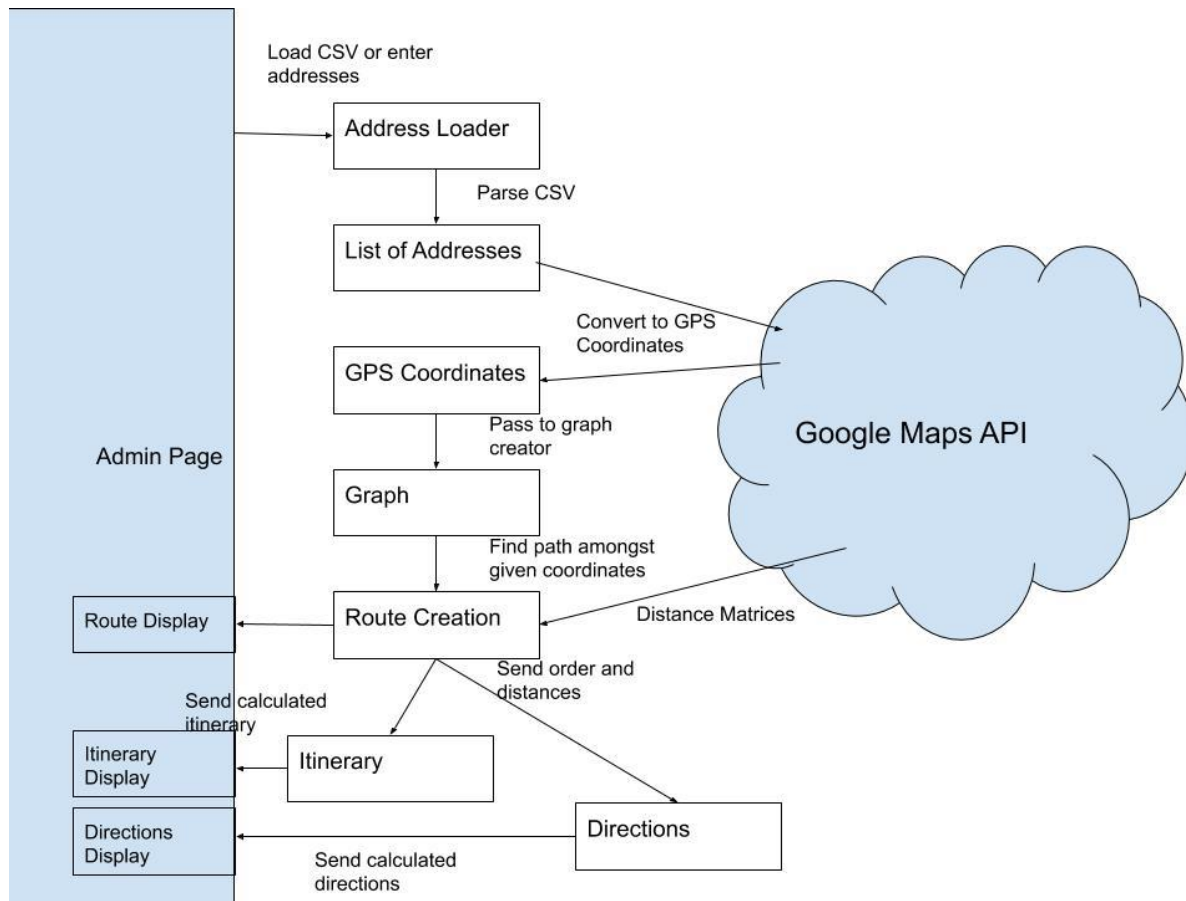 Load CSV or enter
addresses
Address Loader
Parse CSV
List of Addresses
Convert to GPS
Coordinates
GPS Coordinates
Pass to graph
creator
Google Maps API
Admin Page
Graph
Find path amongst
given coordinates
Route Creation
Distance Matrices
Route Display
Send order and
distances
Send calculated
itinerary
Itinerary
Itinerary
Display
Directions
Directions
Display
Send calculated
directions